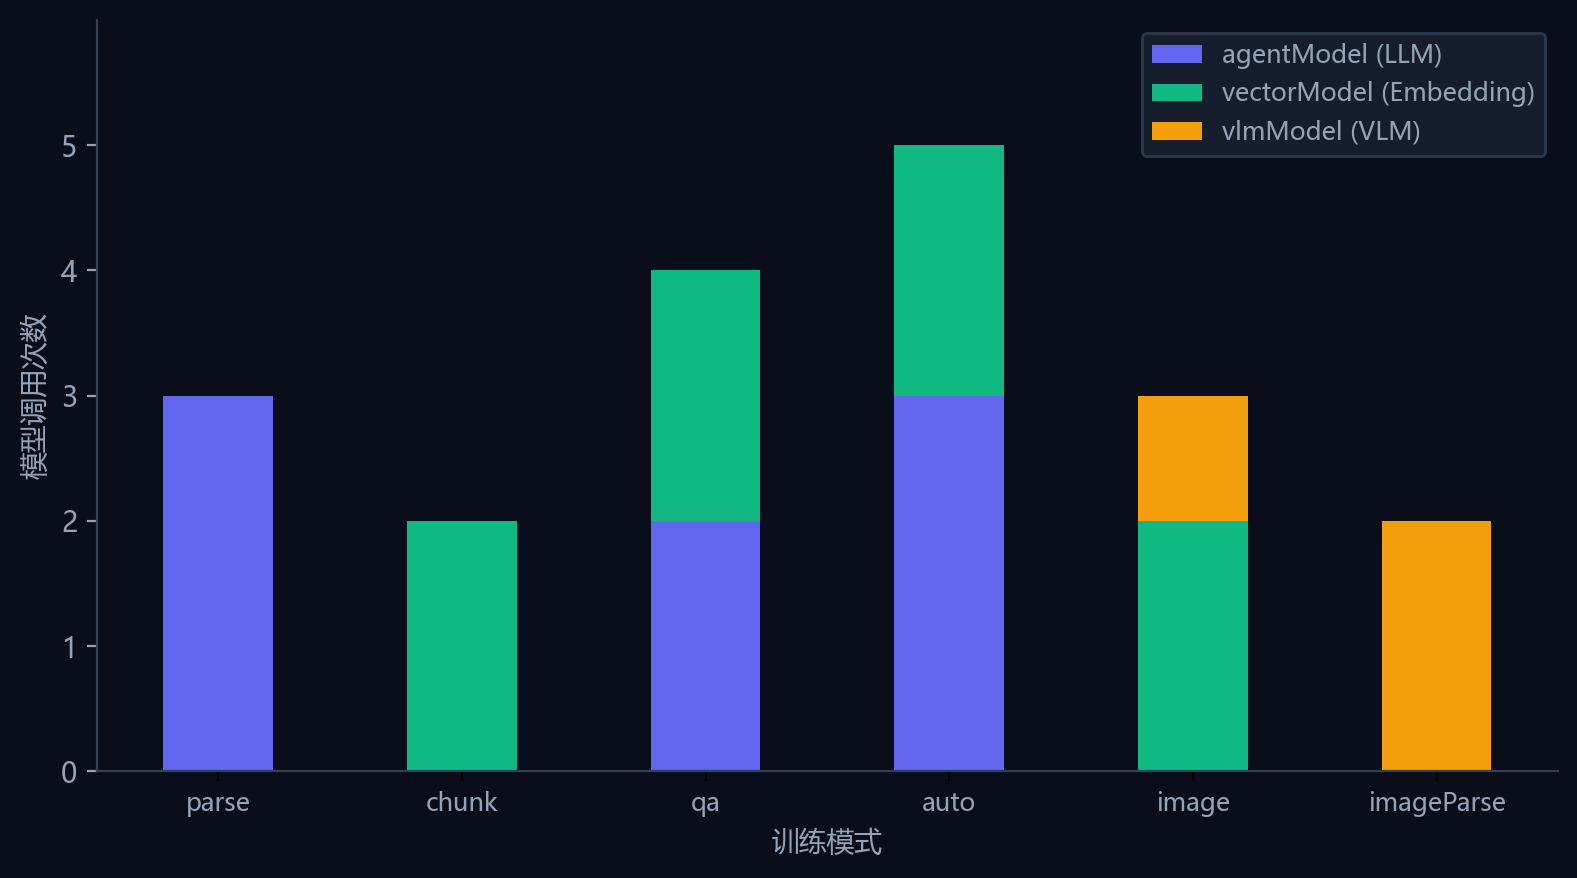 agentModel (LLM)
vectorModel (Embedding)
vlmModel (VLM)
模型调用次数
5
4
3
2
1
0
parse
chunk
qa
auto
image
imageParse
训练模式